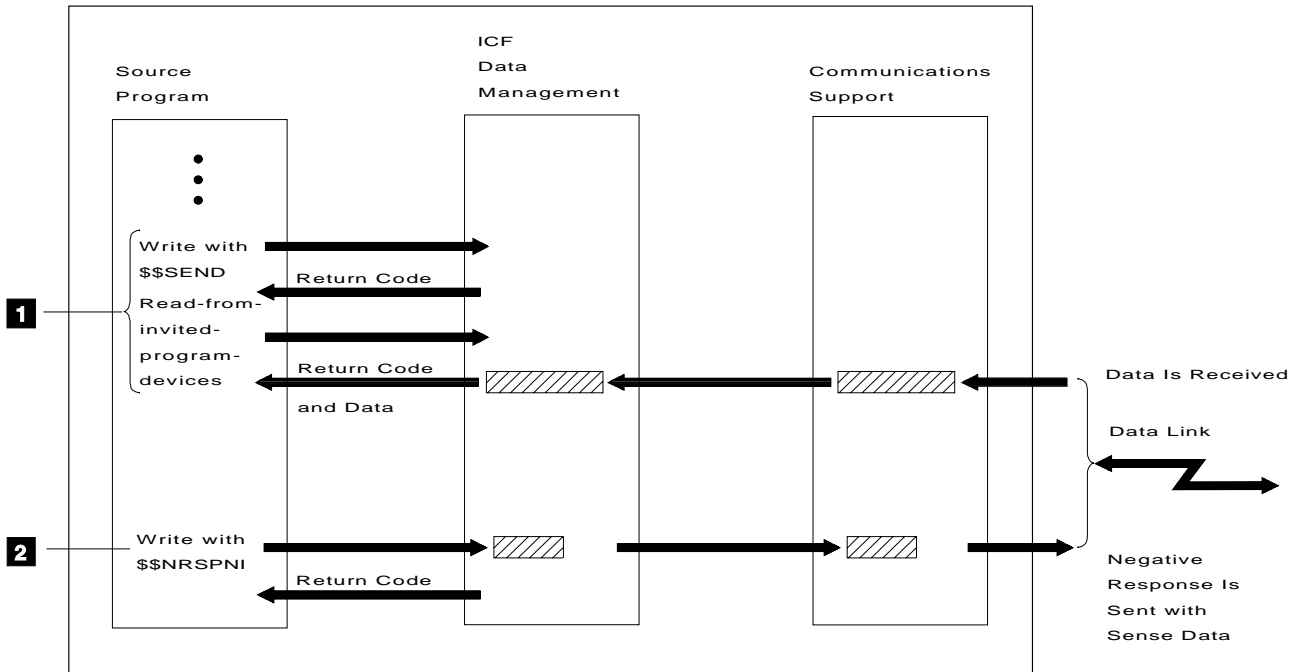 ICF
Data
Management
Source
Program
Communications
Support
1
Write with
$$SEND
Read-from-
invited-
program-
devices
Return Code
Return Code
and Data
Data Is Received
Data Link
2
Write with
$$NRSPNI
Return Code
Negative
Response Is
Sent with
Sense Data